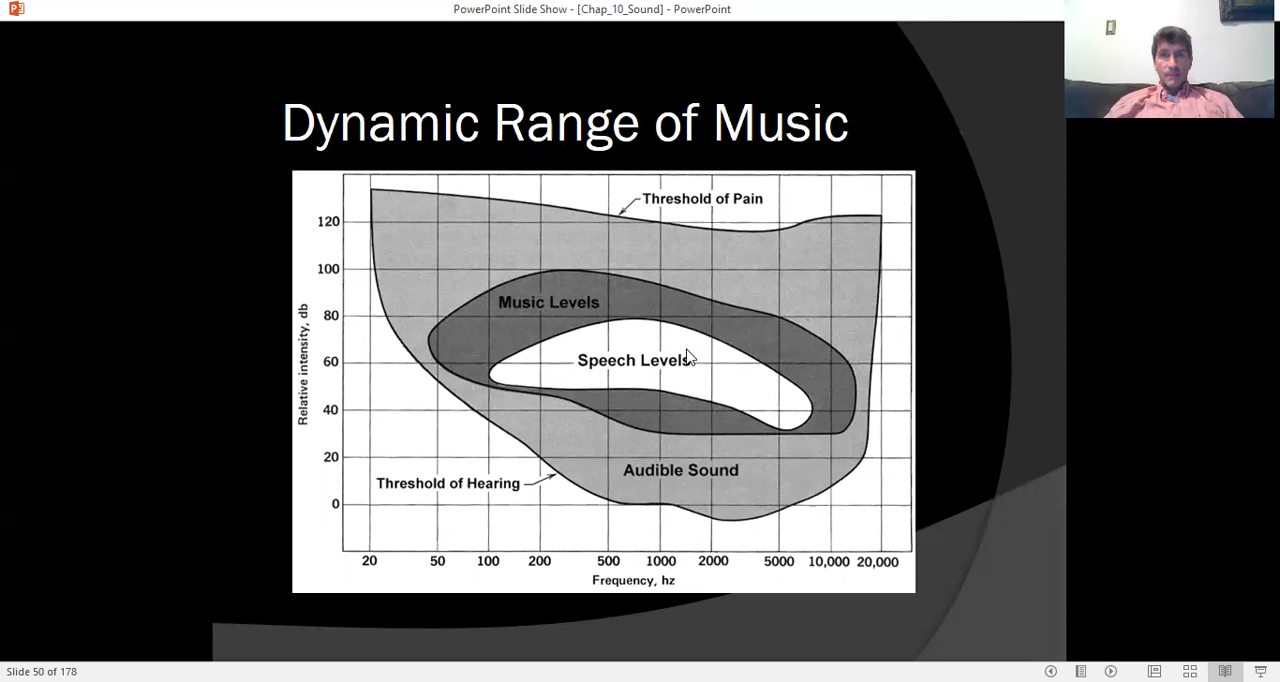 PowerPoint Slide Show - [Chap_10_Sound] - PowerPoint
Dynamic Range of Music
Threshold of Pain
120
100
Music Levels
80
Speech Levels
60
Relative intensity, db
40
Audible Sound
20
Threshold of Hearing
0
20 50 100 200 500 1000 2000 5000 10,000 20,000
Frequency, hz
Slide 50 of 178